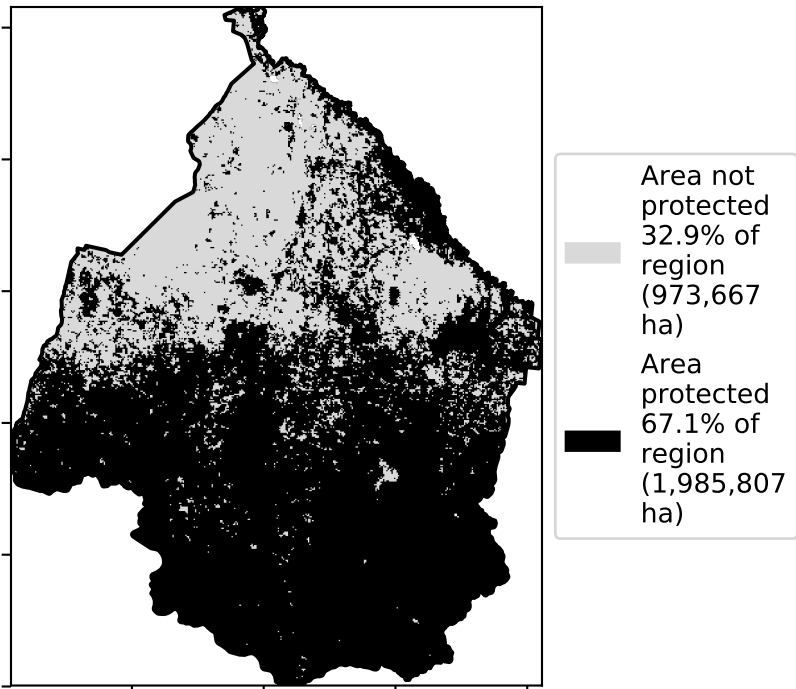 Area not
protected
32.9% of
region
(973,667
ha)
Area
protected
67.1% of
region
(1,985,807
ha)